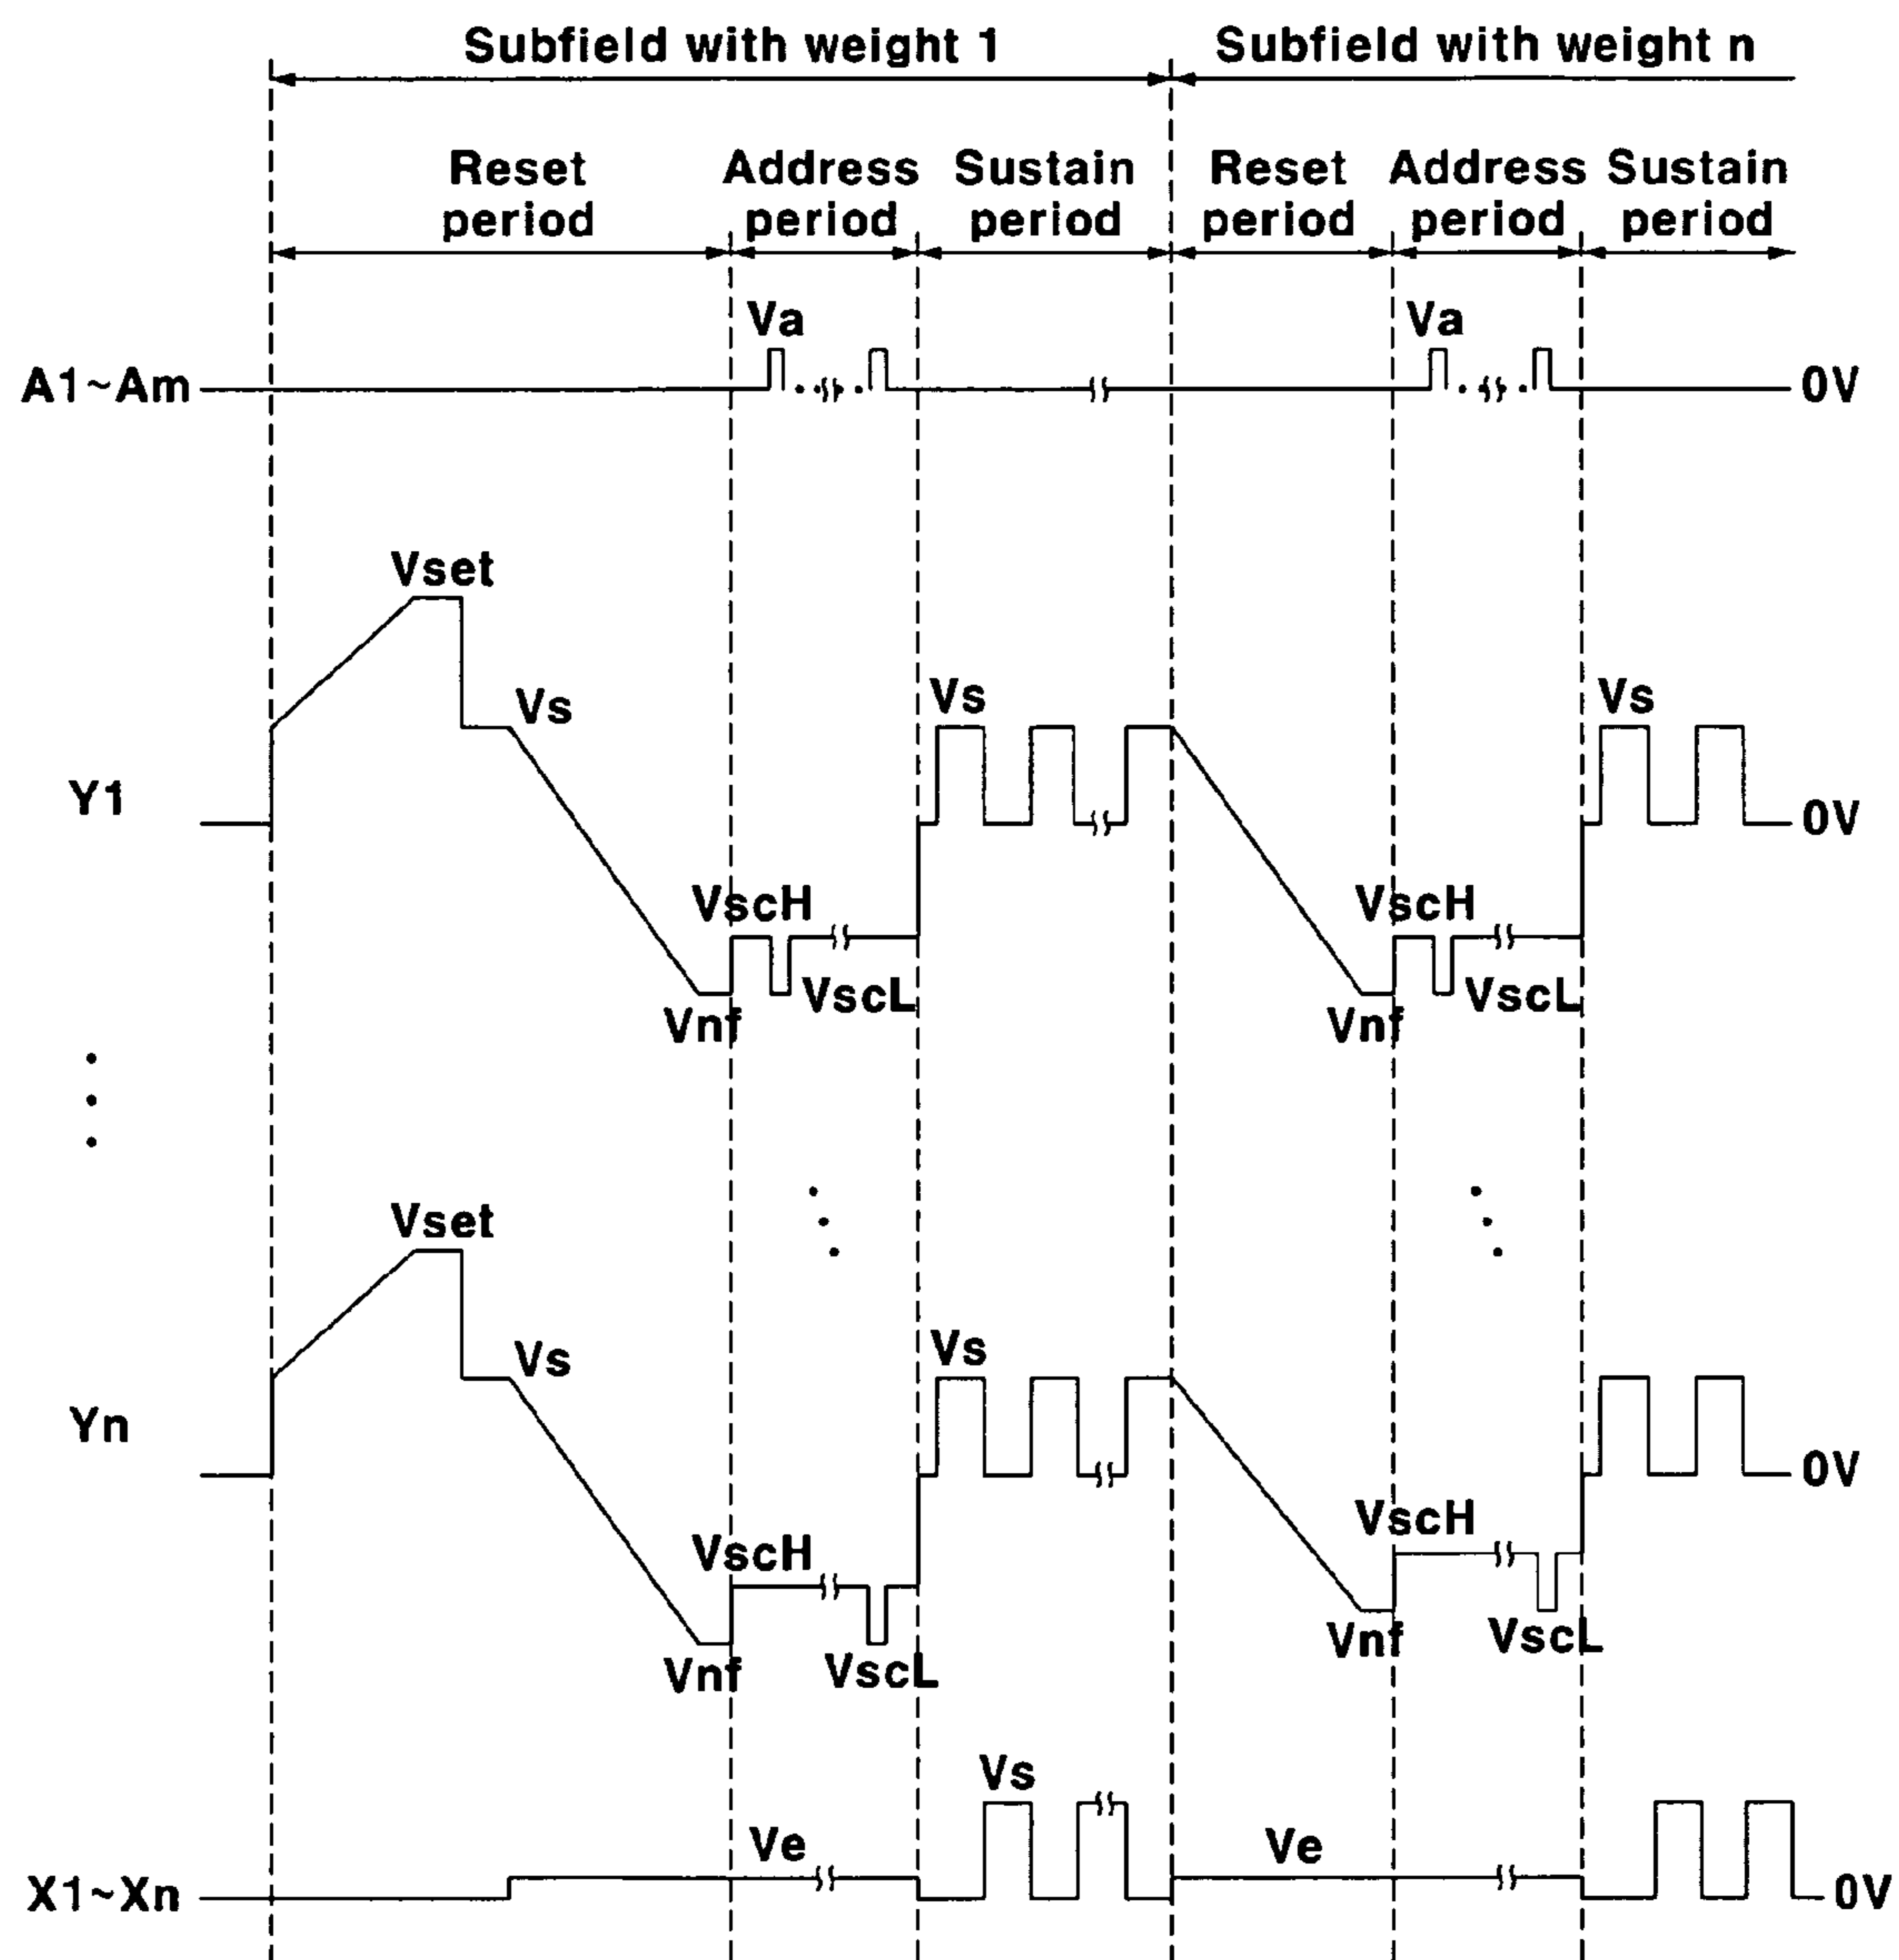 Subfield with weight 1 Subfield with weight n
Reset period Address period Sustain period Reset period Address period Sustain period
Va Va
A1~Am 0V
Vset
Vs Vs Vs
Y1 0V
VscH VscH
VscL VscL
Vnf Vnf
Vset
Vs Vs
Yn 0V
VscH VscH
Vnf VscL Vnf VscL
Vs
Ve Ve
X1~Xn 0V